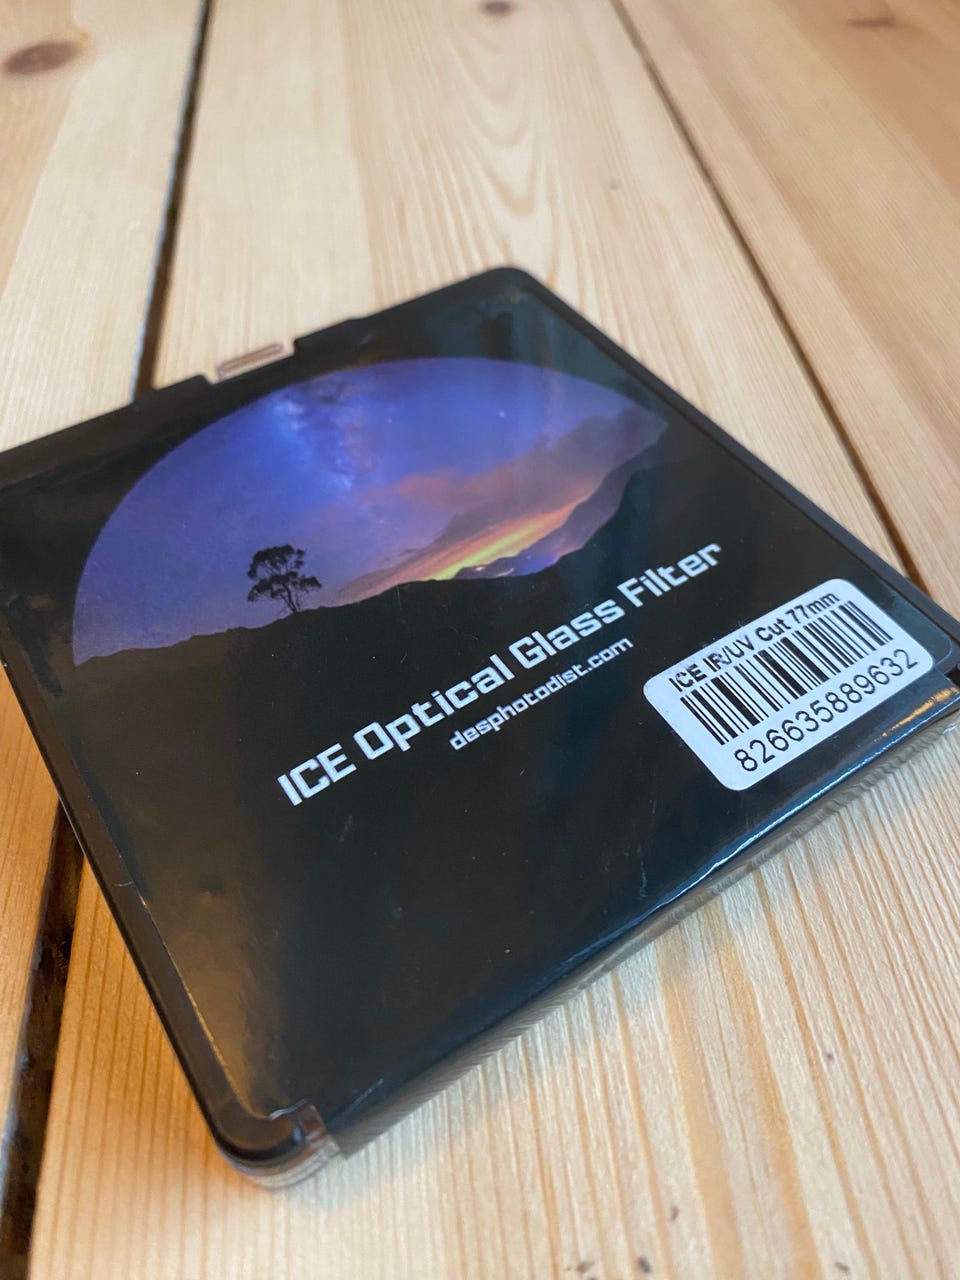 ICE Optical Glass Filter
desphotodist.com
ICE IR/UV Cut 77mm
826635889632